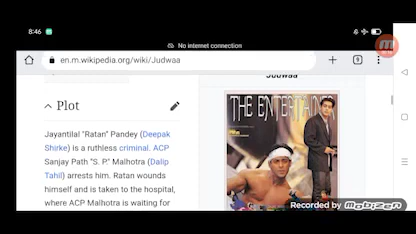 8:46
No internet connection
en.m.wikipedia.org/wiki/Judwaa
9
Judwaa
Plot
THE ENTERTAINER
Jayantilal "Ratan" Pandey (Deepak
Shirke) is a ruthless criminal. ACP
Sanjay Path "S. P." Malhotra (Dalip
Tahil) arrests him. Ratan wounds
himself and is taken to the hospital,
where ACP Malhotra is waiting for
Recorded by mobizen